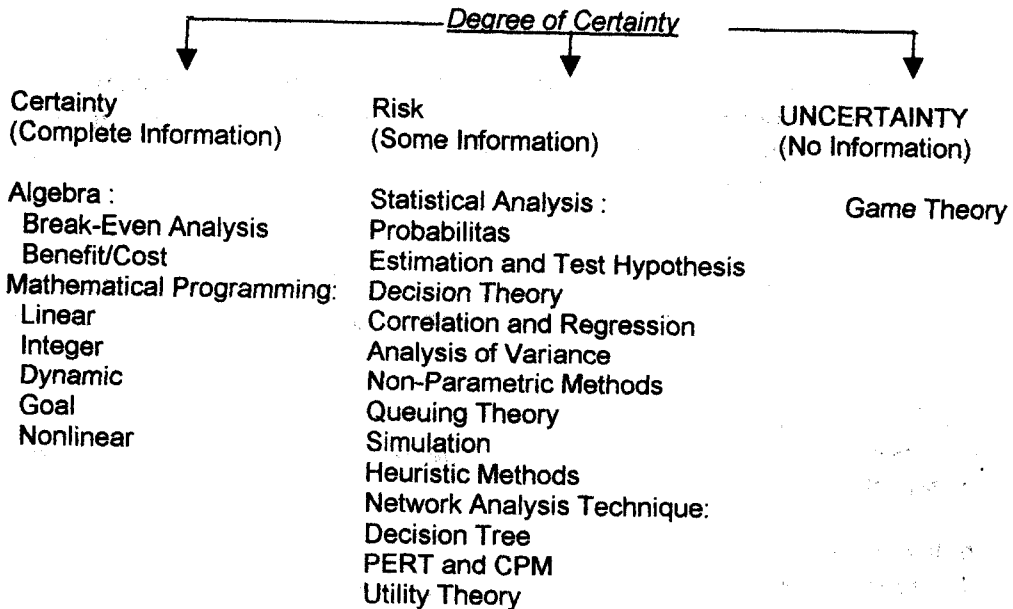 Degree of Certainty
Certainty
(Complete Information)
Algebra :
Break-Even Analysis
Benefit/Cost
Mathematical Programming:
Linear
Integer
Dynamic
Goal
Nonlinear
Risk
(Some Information)
Statistical Analysis :
Probabilitas
Estimation and Test Hypothesis
Decision Theory
Correlation and Regression
Analysis of Variance
Non-Parametric Methods
Queuing Theory
Simulation
Heuristic Methods
Network Analysis Technique:
Decision Tree
PERT and CPM
Utility Theory
UNCERTAINTY
(No Information)
Game Theory